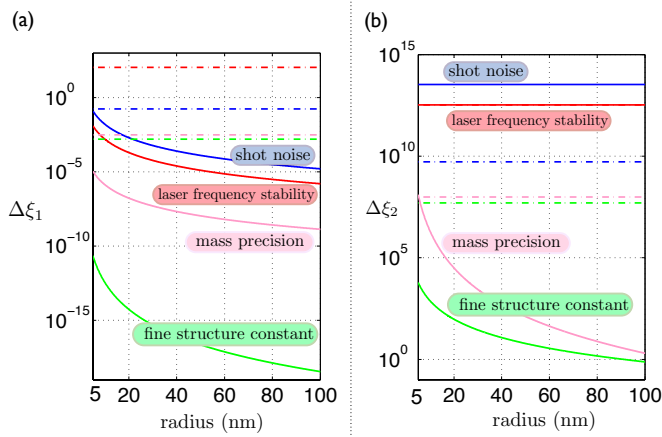 (a)
10^0
10^-5
10^-10
10^-15
Δξ₁
shot noise
laser frequency stability
mass precision
fine structure constant
5 20 40 60 80 100
radius (nm)
(b)
10^15
10^10
10^5
10^0
Δξ₂
shot noise
laser frequency stability
mass precision
fine structure constant
5 20 40 60 80 100
radius (nm)